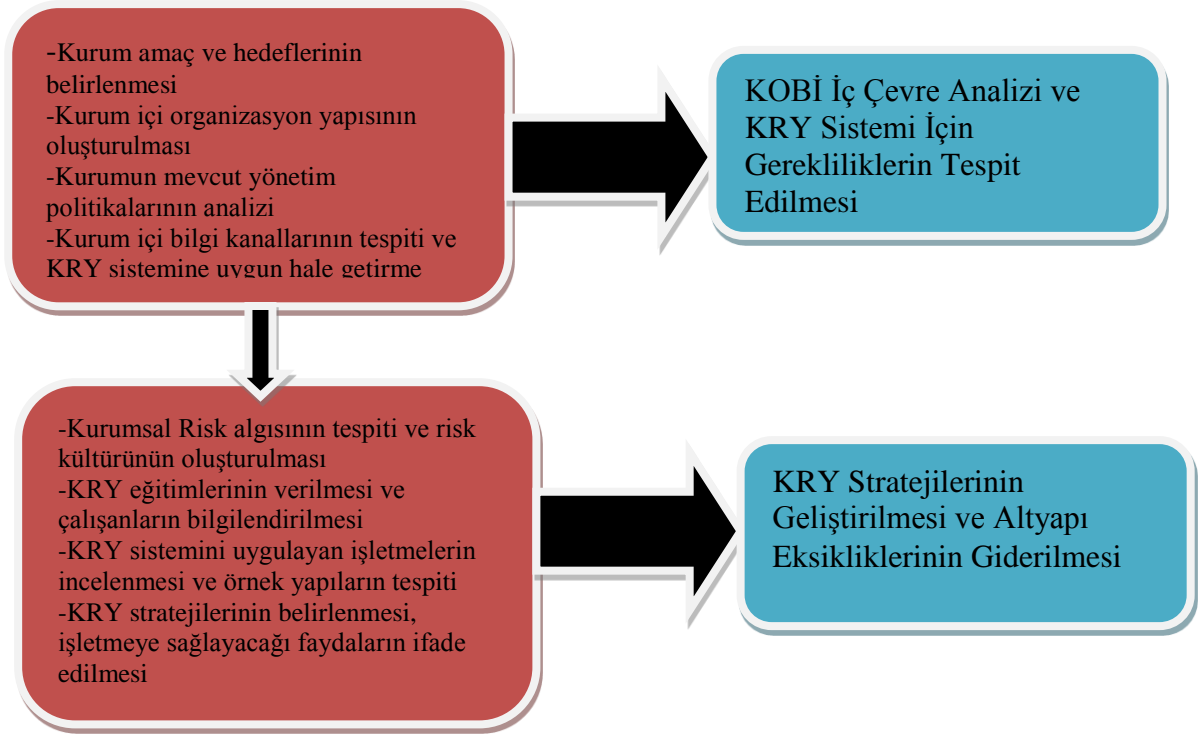 -Kurum amaç ve hedeflerinin
belirlenmesi
-Kurum içi organizasyon yapısının
oluşturulması
-Kurumun mevcut yönetim
politikalarının analizi
-Kurum içi bilgi kanallarının tespiti ve
KRY sistemine uygun hale getirme
KOBİ İç Çevre Analizi ve
KRY Sistemi İçin
Gerekliliklerin Tespit
Edilmesi
-Kurumsal Risk algısının tespiti ve risk
kültürünün oluşturulması
-KRY eğitimlerinin verilmesi ve
çalışanların bilgilendirilmesi
-KRY sistemini uygulayan işletmelerin
incelenmesi ve örnek yapıların tespiti
-KRY stratejilerinin belirlenmesi,
işletmeye sağlayacağı faydaların ifade
edilmesi
KRY Stratejilerinin
Geliştirilmesi ve Altyapı
Eksikliklerinin Giderilmesi